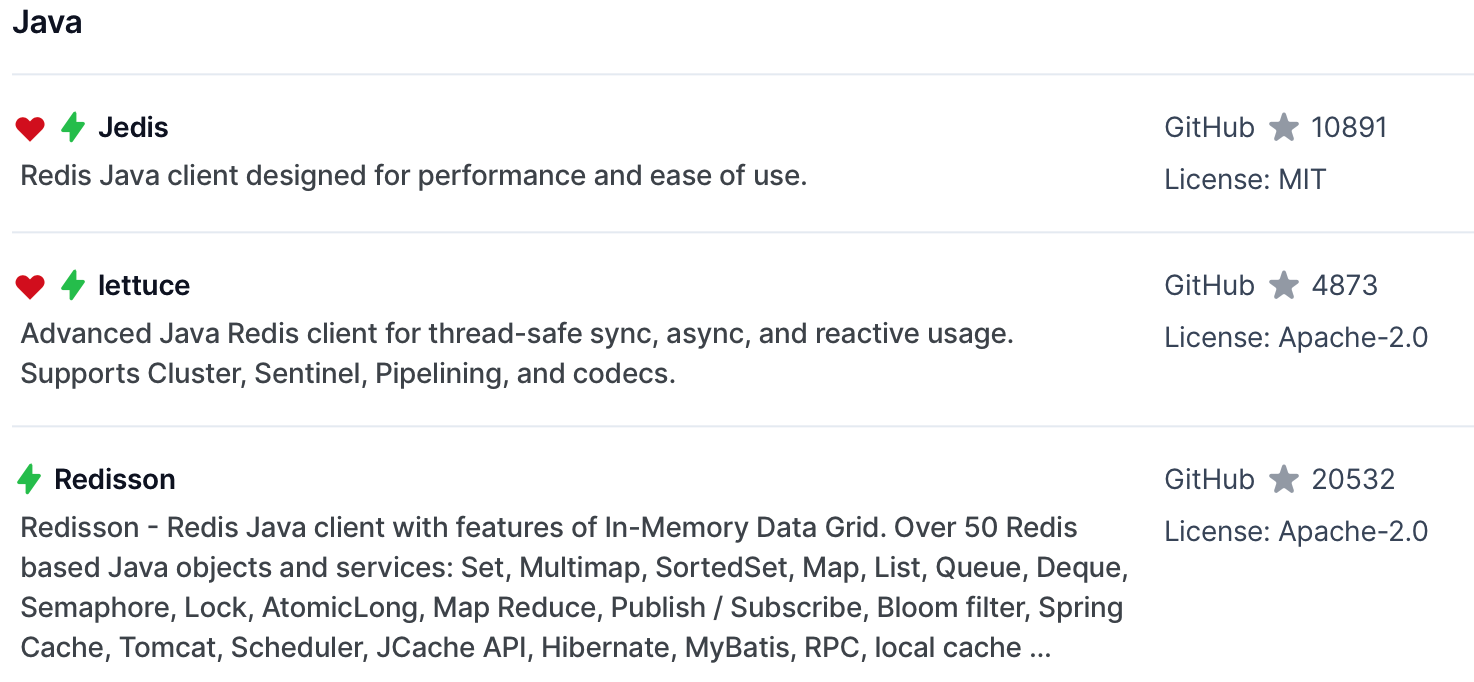 Java
Jedis
GitHub 10891
Redis Java client designed for performance and ease of use.
License: MIT
lettuce
GitHub 4873
Advanced Java Redis client for thread-safe sync, async, and reactive usage.
Supports Cluster, Sentinel, Pipelining, and codecs.
License: Apache-2.0
Redisson
GitHub 20532
Redisson - Redis Java client with features of In-Memory Data Grid. Over 50 Redis
based Java objects and services: Set, Multimap, SortedSet, Map, List, Queue, Deque,
Semaphore, Lock, AtomicLong, Map Reduce, Publish / Subscribe, Bloom filter, Spring
Cache, Tomcat, Scheduler, JCache API, Hibernate, MyBatis, RPC, local cache ...
License: Apache-2.0